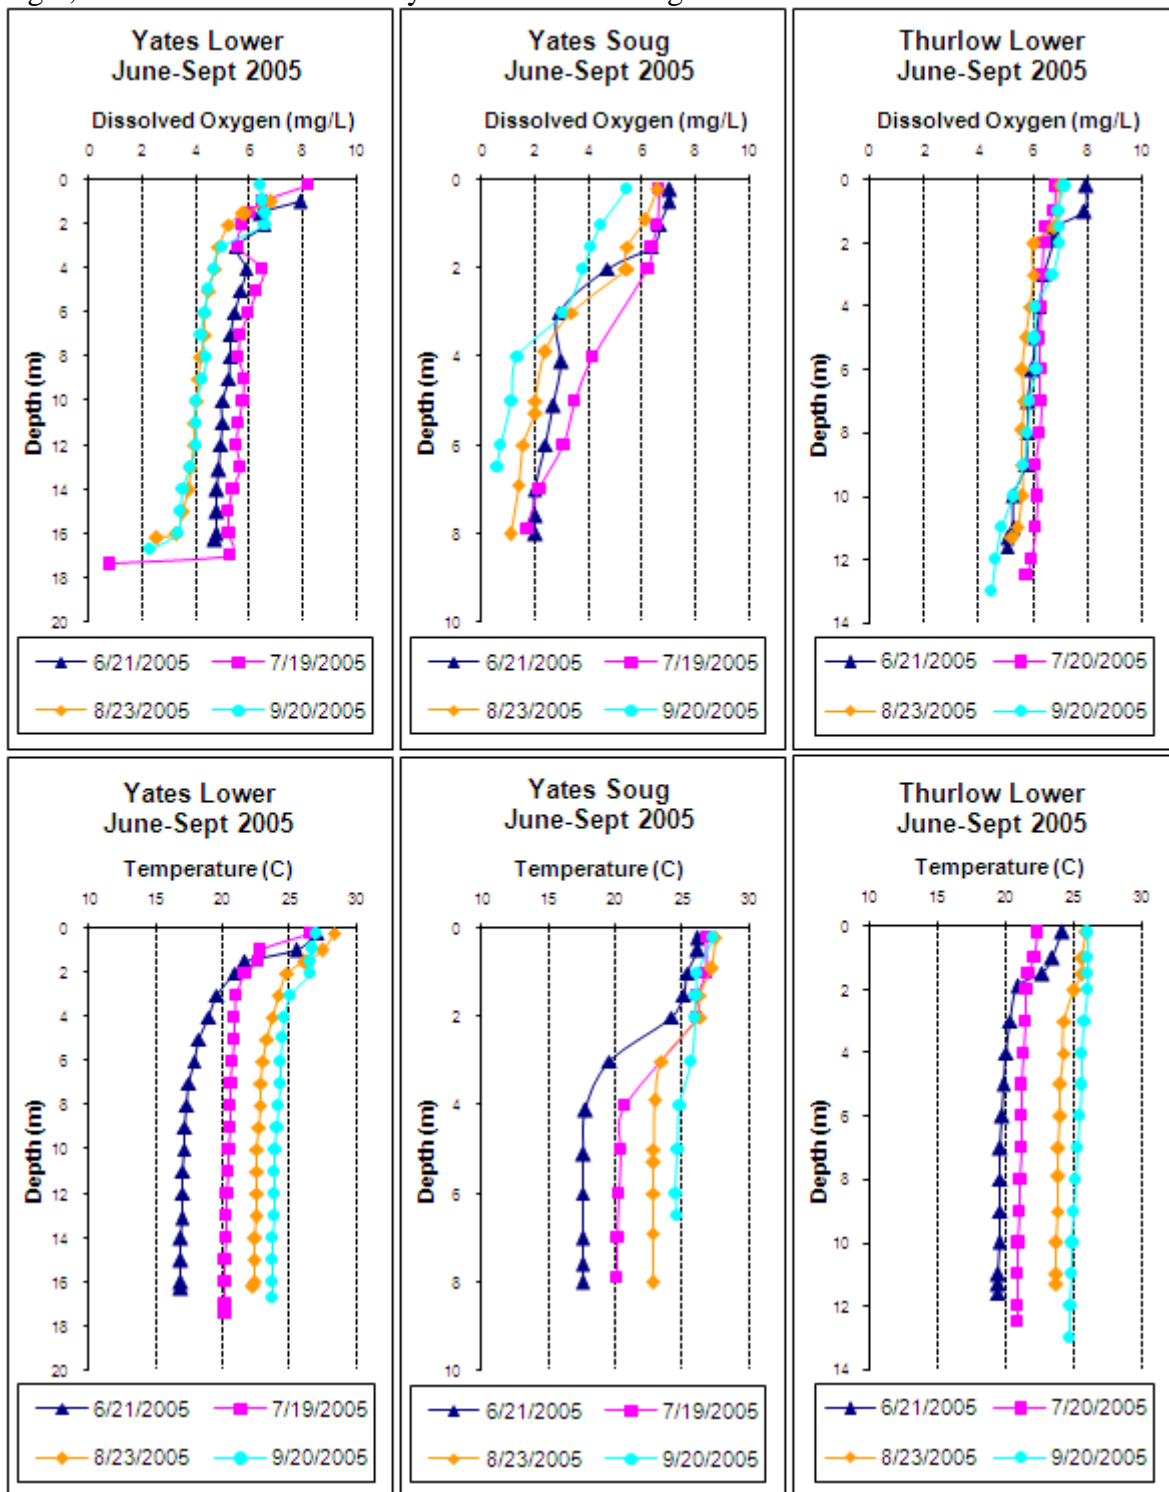 Yates Lower
June-Sept 2005
Dissolved Oxygen (mg/L)
0 2 4 6 8 10
0
2
4
6
8
10
12
14
16
18
20
Depth (m)
6/21/2005 7/19/2005
8/23/2005 9/20/2005
Yates Soug
June-Sept 2005
Dissolved Oxygen (mg/L)
0 2 4 6 8 10
0
2
4
6
8
10
Depth (m)
6/21/2005 7/19/2005
8/23/2005 9/20/2005
Thurlow Lower
June-Sept 2005
Dissolved Oxygen (mg/L)
0 2 4 6 8 10
0
2
4
6
8
10
12
14
Depth (m)
6/21/2005 7/20/2005
8/23/2005 9/20/2005
Yates Lower
June-Sept 2005
Temperature (C)
10 15 20 25 30
0
2
4
6
8
10
12
14
16
18
20
Depth (m)
6/21/2005 7/19/2005
8/23/2005 9/20/2005
Yates Soug
June-Sept 2005
Temperature (C)
10 15 20 25 30
0
2
4
6
8
10
Depth (m)
6/21/2005 7/19/2005
8/23/2005 9/20/2005
Thurlow Lower
June-Sept 2005
Temperature (C)
10 15 20 25 30
0
2
4
6
8
10
12
14
Depth (m)
6/21/2005 7/20/2005
8/23/2005 9/20/2005